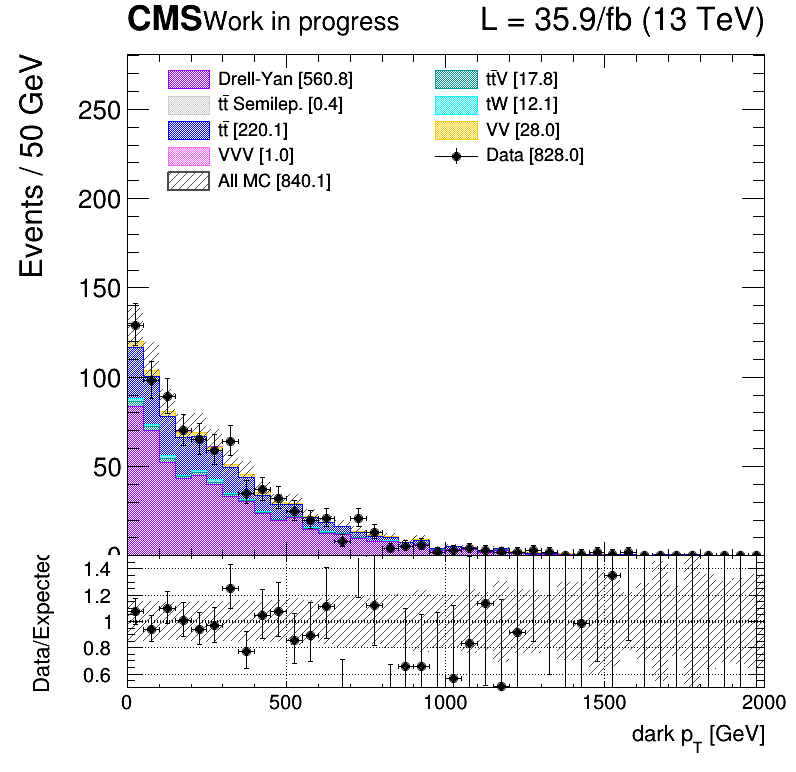 CMS Work in progress L = 35.9/fb (13 TeV)
Events / 50 GeV
Drell-Yan [560.8] tt̄V [17.8]
tt̄ Semilep. [0.4] tW [12.1]
tt̄ [220.1] VV [28.0]
VVV [1.0] Data [828.0]
All MC [840.1]
250
200
150
100
50
0
Data/Expected
1.4
1.2
1
0.8
0.6
0 500 1000 1500 2000
dark p_T [GeV]